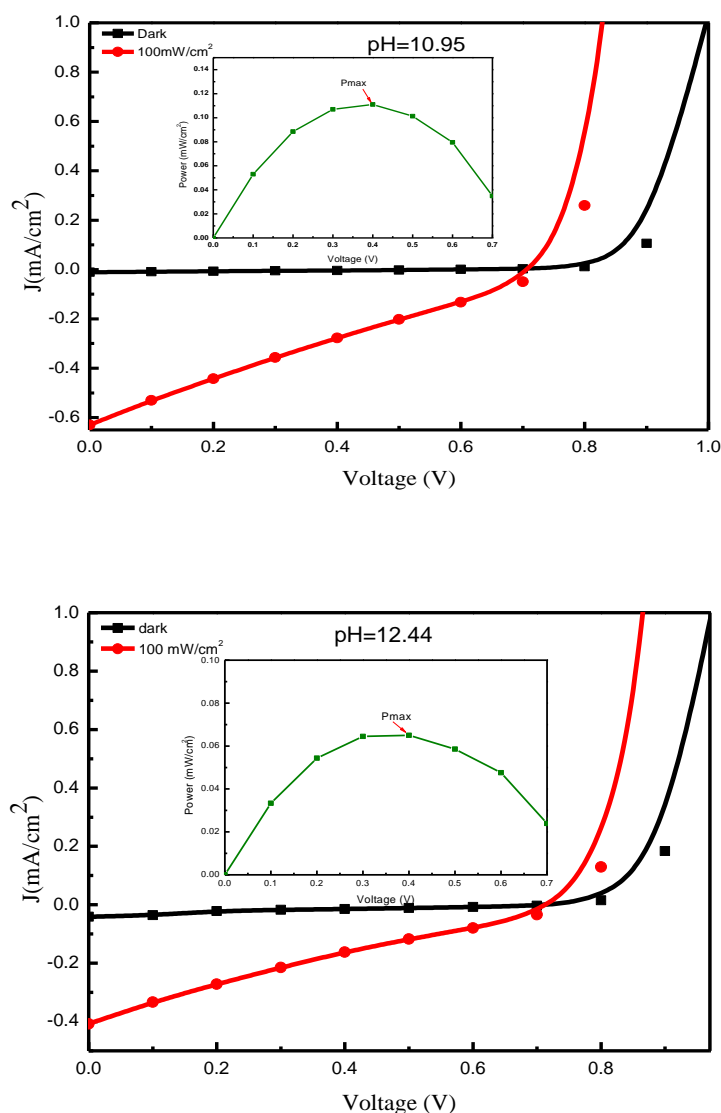 Dark
100mW/cm²
pH=10.95
J(mA/cm²)
1.0
0.8
0.6
0.4
0.2
0.0
-0.2
-0.4
-0.6
0.0 0.2 0.4 0.6 0.8 1.0
Voltage (V)
Power (mW/cm²)
0.14
0.12
0.10
0.08
0.06
0.04
0.02
0.00
Pmax
0.0 0.1 0.2 0.3 0.4 0.5 0.6 0.7
Voltage (V)
dark
100 mW/cm²
pH=12.44
J(mA/cm²)
1.0
0.8
0.6
0.4
0.2
0.0
-0.2
-0.4
0.0 0.2 0.4 0.6 0.8
Voltage (V)
Power (mW/cm²)
0.10
0.08
0.06
0.04
0.02
0.00
Pmax
0.0 0.1 0.2 0.3 0.4 0.5 0.6 0.7
Voltage (V)